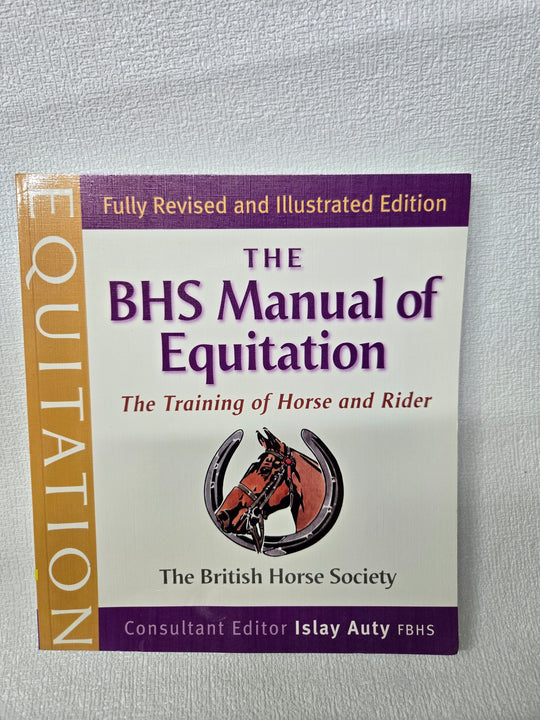 EQUITATION
Fully Revised and Illustrated Edition
THE
BHS Manual of
Equitation
The Training of Horse and Rider
The British Horse Society
Consultant Editor Islay Auty FBHS